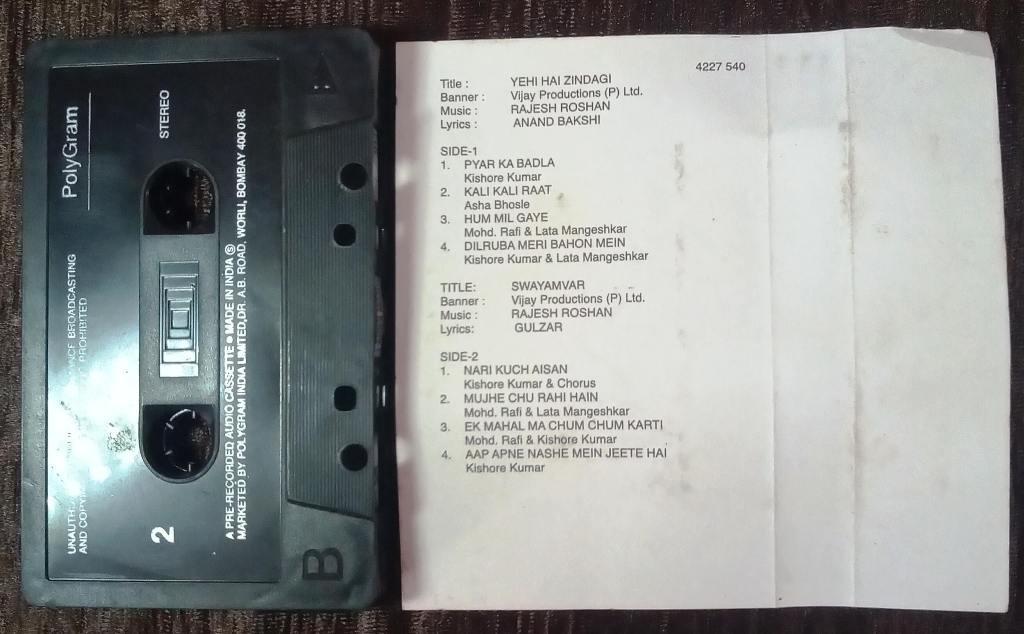 PolyGram
STEREO
UNAUTH
AND COPY
NCE BROADCASTING
PROHIBITED
2
A PRE-RECORDED AUDIO CASSETTE ● MADE IN INDIA Ⓢ
MARKETED BY POLYGRAM INDIA LIMITED,DR. A.B. ROAD, WORLI, BOMBAY 400 018.
B
4227 540
Title : YEHI HAI ZINDAGI
Banner : Vijay Productions (P) Ltd.
Music : RAJESH ROSHAN
Lyrics : ANAND BAKSHI
SIDE-1
1. PYAR KA BADLA
Kishore Kumar
2. KALI KALI RAAT
Asha Bhosle
3. HUM MIL GAYE
Mohd. Rafi & Lata Mangeshkar
4. DILRUBA MERI BAHON MEIN
Kishore Kumar & Lata Mangeshkar
TITLE: SWAYAMVAR
Banner : Vijay Productions (P) Ltd.
Music : RAJESH ROSHAN
Lyrics: GULZAR
SIDE-2
1. NARI KUCH AISAN
Kishore Kumar & Chorus
2. MUJHE CHU RAHI HAIN
Mohd. Rafi & Lata Mangeshkar
3. EK MAHAL MA CHUM CHUM KARTI
Mohd. Rafi & Kishore Kumar
4. AAP APNE NASHE MEIN JEETE HAI
Kishore Kumar